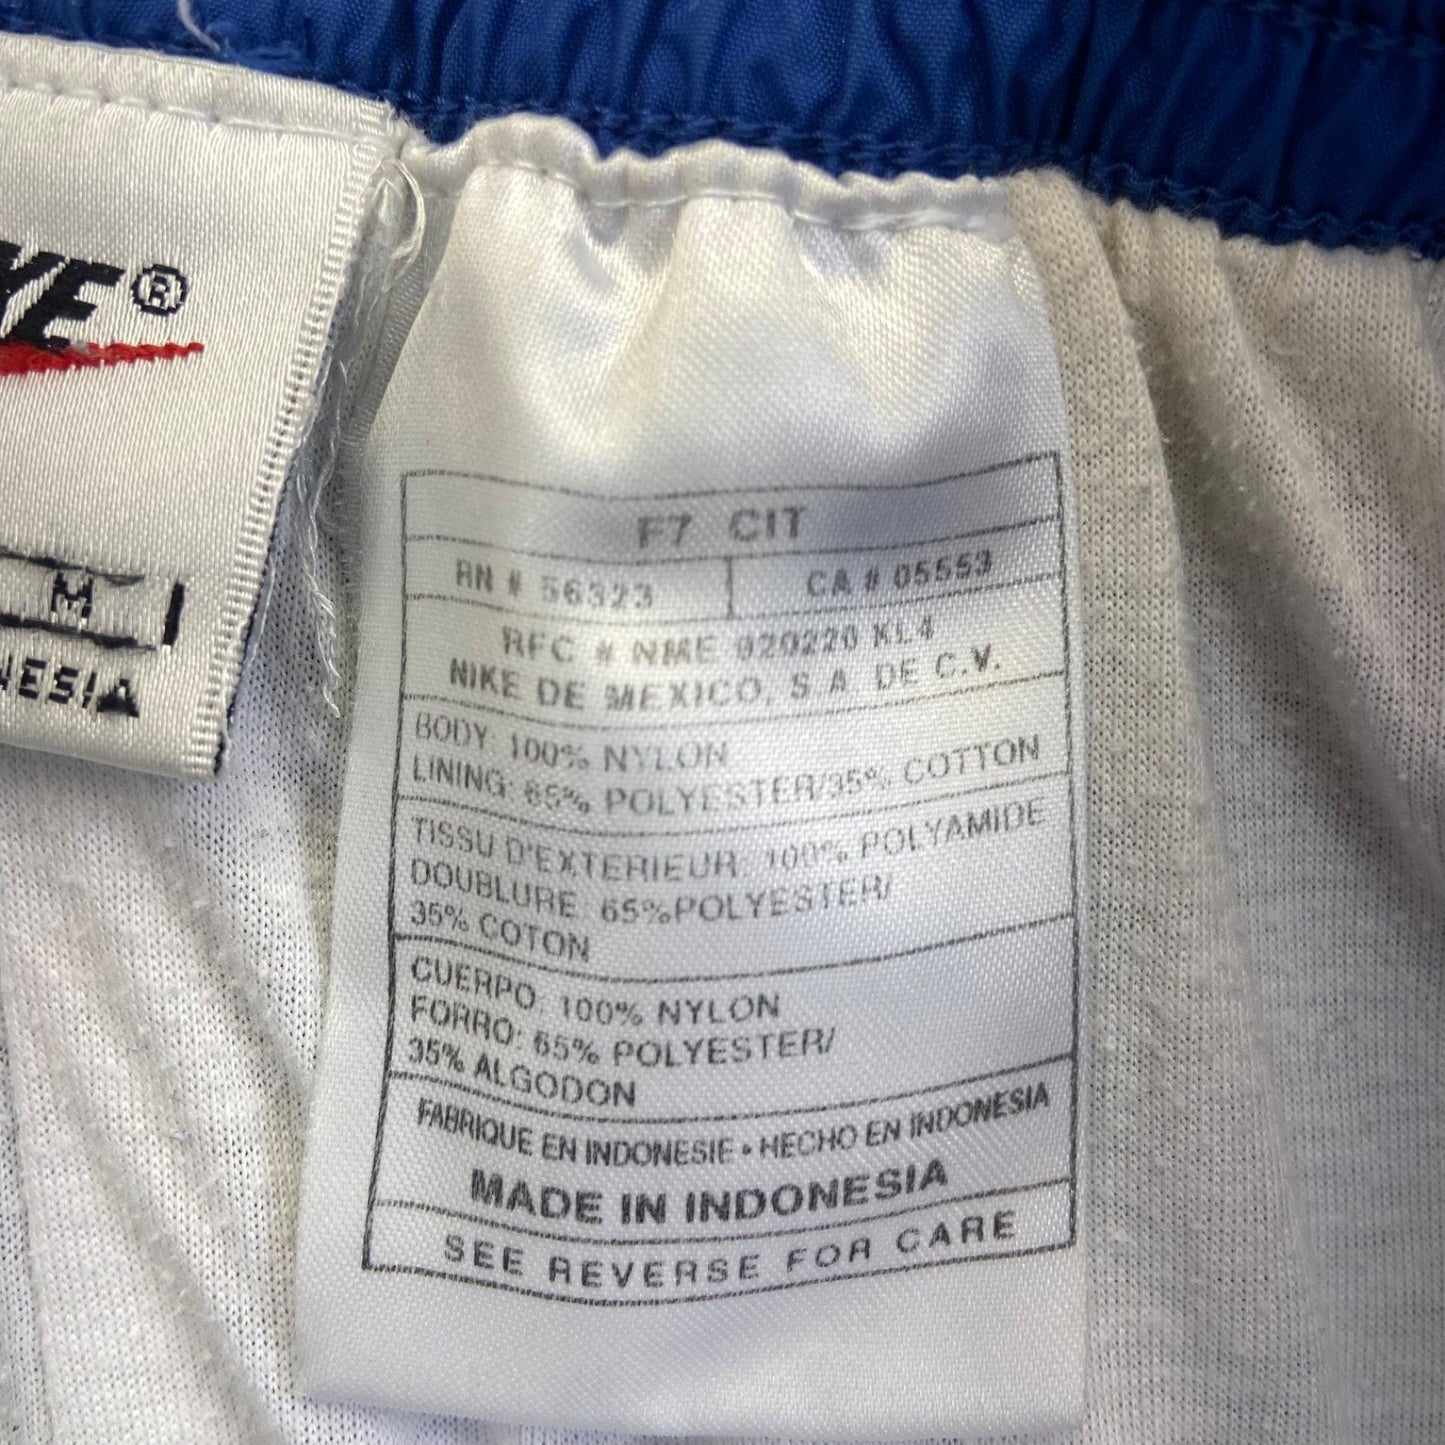 ®
M
F7 CIT
RN # 56323
CA # 05553
RFC # NME 920220 KL4
NIKE DE MEXICO, S.A. DE C.V.
BODY: 100% NYLON
LINING: 65% POLYESTER/35% COTTON
TISSU D'EXTERIEUR: 100% POLYAMIDE
DOUBLURE: 65%POLYESTER/
35% COTON
CUERPO: 100% NYLON
FORRO: 65% POLYESTER/
35% ALGODON
FABRIQUE EN INDONESIE • HECHO EN INDONESIA
MADE IN INDONESIA
SEE REVERSE FOR CARE